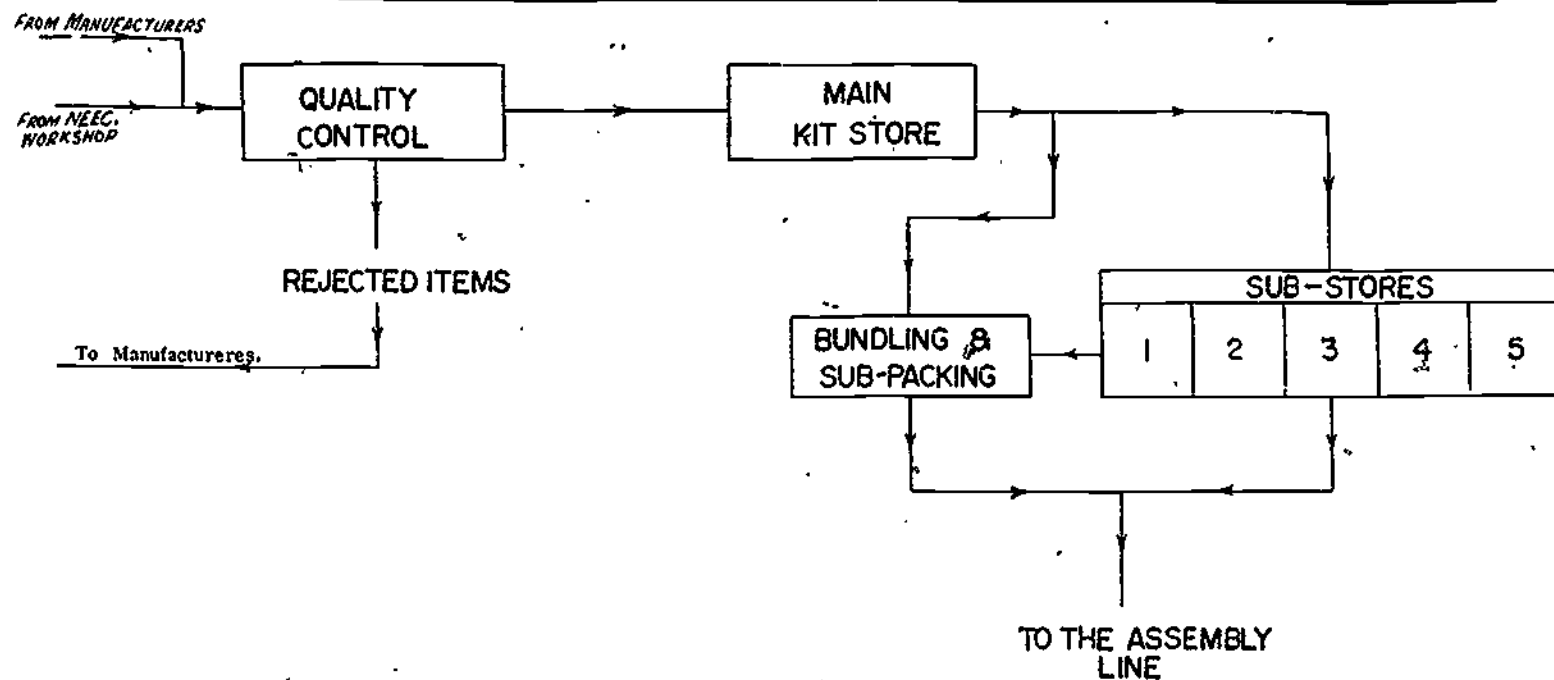 FROM MANUFACTURERS
FROM NEEC.
WORKSHOP
QUALITY
CONTROL
MAIN
KIT STORE
REJECTED ITEMS
To Manufactureres.
SUB-STORES
1 2 3 4 5
BUNDLING &
SUB-PACKING
TO THE ASSEMBLY
LINE